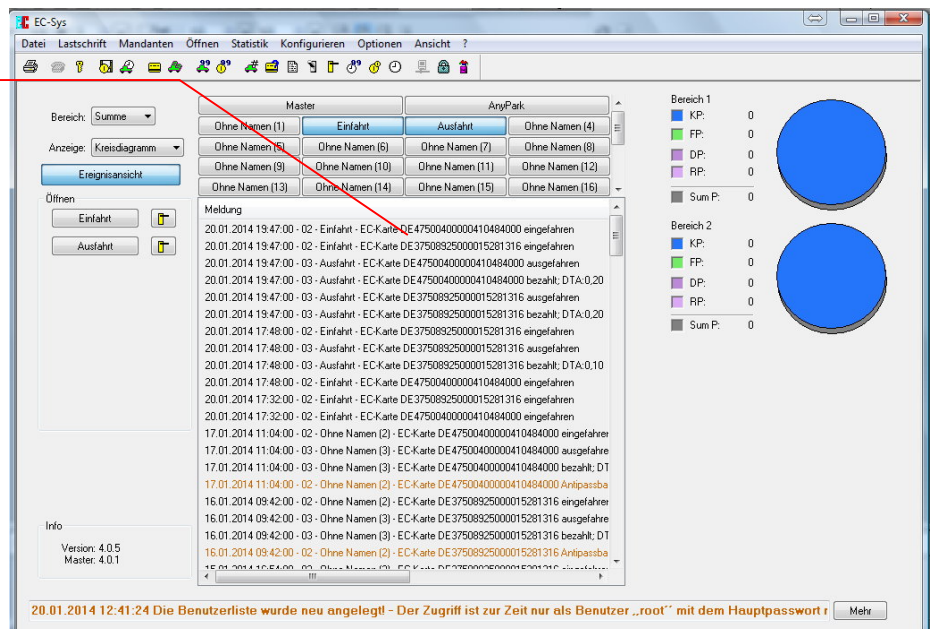 EC-Sys
Datei Lastschrift Mandanten Öffnen Statistik Konfigurieren Optionen Ansicht ?
Bereich: Summe
Anzeige: Kreisdiagramm
Ereignisansicht
Öffnen
Einfahrt
Ausfahrt
Info
Version: 4.0.5
Master: 4.0.1
Master AnyPark
Ohne Namen (1) Einfahrt Ausfahrt Ohne Namen (4)
Ohne Namen (5) Ohne Namen (6) Ohne Namen (7) Ohne Namen (8)
Ohne Namen (9) Ohne Namen (10) Ohne Namen (11) Ohne Namen (12)
Ohne Namen (13) Ohne Namen (14) Ohne Namen (15) Ohne Namen (16)
Meldung
20.01.2014 19:47:00 - 02 - Einfahrt - EC-Karte DE47500400000410484000 eingefahren
20.01.2014 19:47:00 - 02 - Einfahrt - EC-Karte DE37508925000015281316 eingefahren
20.01.2014 19:47:00 - 03 - Ausfahrt - EC-Karte DE47500400000410484000 ausgefahren
20.01.2014 19:47:00 - 03 - Ausfahrt - EC-Karte DE47500400000410484000 bezahlt; DTA:0,20
20.01.2014 19:47:00 - 03 - Ausfahrt - EC-Karte DE37508925000015281316 ausgefahren
20.01.2014 19:47:00 - 03 - Ausfahrt - EC-Karte DE37508925000015281316 bezahlt; DTA:0,20
20.01.2014 17:48:00 - 02 - Einfahrt - EC-Karte DE37508925000015281316 eingefahren
20.01.2014 17:48:00 - 03 - Ausfahrt - EC-Karte DE37508925000015281316 ausgefahren
20.01.2014 17:48:00 - 03 - Ausfahrt - EC-Karte DE37508925000015281316 bezahlt; DTA:0,10
20.01.2014 17:48:00 - 02 - Einfahrt - EC-Karte DE47500400000410484000 eingefahren
20.01.2014 17:32:00 - 02 - Einfahrt - EC-Karte DE37508925000015281316 eingefahren
20.01.2014 17:32:00 - 02 - Einfahrt - EC-Karte DE47500400000410484000 eingefahren
17.01.2014 11:04:00 - 02 - Ohne Namen (2) - EC-Karte DE47500400000410484000 eingefahrer
17.01.2014 11:04:00 - 03 - Ohne Namen (3) - EC-Karte DE47500400000410484000 ausgefahre
17.01.2014 11:04:00 - 03 - Ohne Namen (3) - EC-Karte DE47500400000410484000 bezahlt; DT
17.01.2014 11:04:00 - 02 - Ohne Namen (2) - EC-Karte DE47500400000410484000 Antipassba
16.01.2014 09:42:00 - 02 - Ohne Namen (2) - EC-Karte DE37508925000015281316 eingefahrer
16.01.2014 09:42:00 - 03 - Ohne Namen (3) - EC-Karte DE37508925000015281316 ausgefahre
16.01.2014 09:42:00 - 03 - Ohne Namen (3) - EC-Karte DE37508925000015281316 bezahlt; DT
16.01.2014 09:42:00 - 02 - Ohne Namen (2) - EC-Karte DE37508925000015281316 Antipassba
Bereich 1
KP: 0
FP: 0
DP: 0
RP: 0
Sum P: 0
Bereich 2
KP: 0
FP: 0
DP: 0
RP: 0
Sum P: 0
20.01.2014 12:41:24 Die Benutzerliste wurde neu angelegt! - Der Zugriff ist zur Zeit nur als Benutzer ,,root´´ mit dem Hauptpasswort r
Mehr